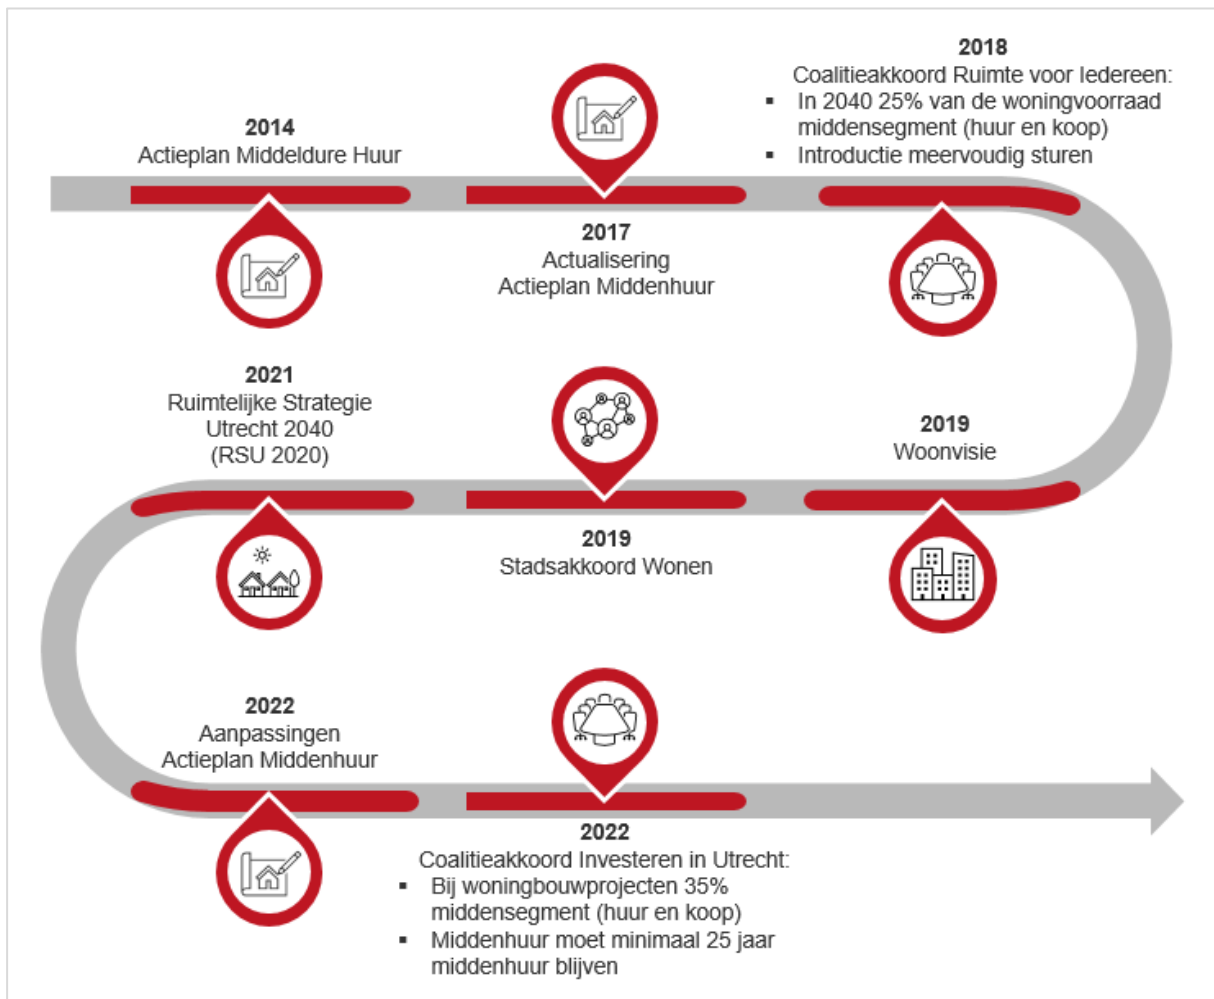 2014
Actieplan Middeldure Huur
2017
Actualisering
Actieplan Middenhuur
2018
Coalitieakkoord Ruimte voor Iedereen:
▪ In 2040 25% van de woningvoorraad
middensegment (huur en koop)
▪ Introductie meervoudig sturen
2019
Woonvisie
2019
Stadsakkoord Wonen
2021
Ruimtelijke Strategie
Utrecht 2040
(RSU 2020)
2022
Aanpassingen
Actieplan Middenhuur
2022
Coalitieakkoord Investeren in Utrecht:
▪ Bij woningbouwprojecten 35%
middensegment (huur en koop)
▪ Middenhuur moet minimaal 25 jaar
middenhuur blijven